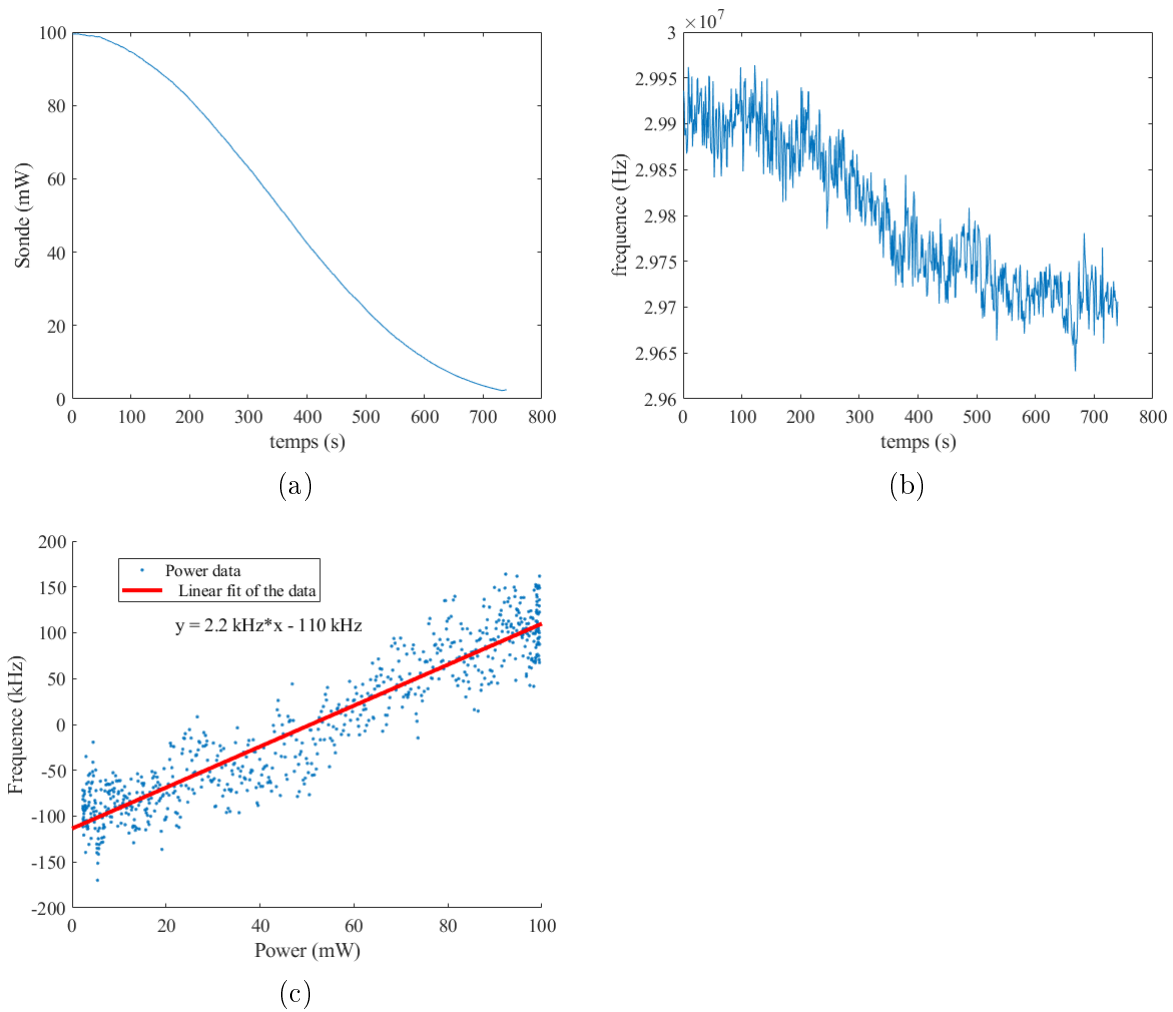 100
80
60
40
20
0
Sonde (mW)
0 100 200 300 400 500 600 700 800
temps (s)
(a)
×10^7
3
2.995
2.99
2.985
2.98
2.975
2.97
2.965
2.96
frequence (Hz)
0 100 200 300 400 500 600 700 800
temps (s)
(b)
200
150
100
50
0
-50
-100
-150
-200
Frequence (kHz)
Power data
Linear fit of the data
y = 2.2 kHz*x - 110 kHz
0 20 40 60 80 100
Power (mW)
(c)